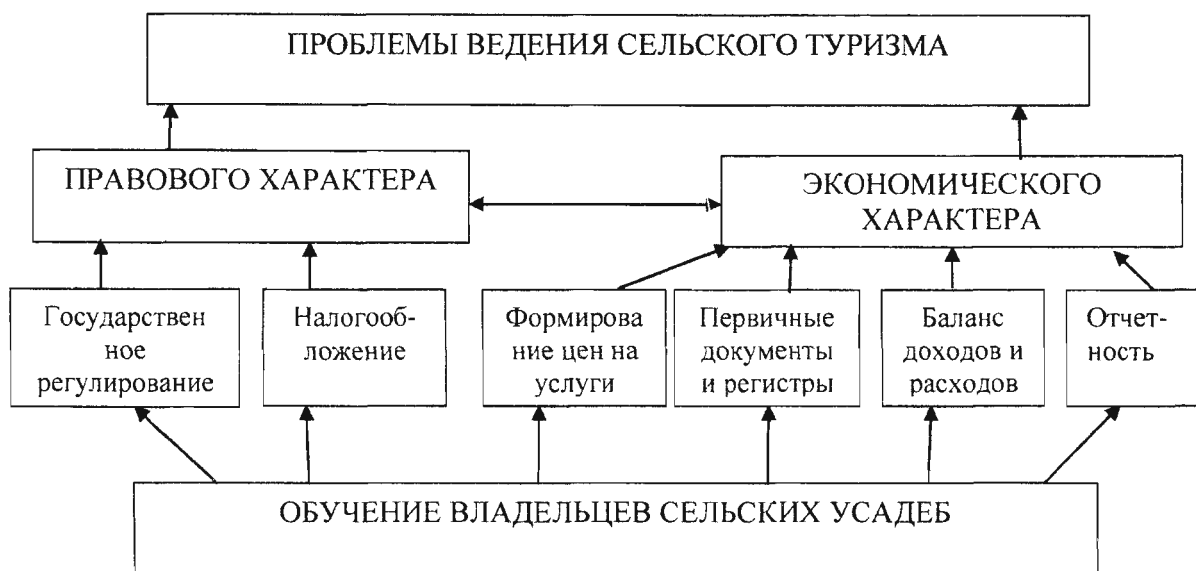 ПРОБЛЕМЫ ВЕДЕНИЯ СЕЛЬСКОГО ТУРИЗМА
ПРАВОВОГО ХАРАКТЕРА
ЭКОНОМИЧЕСКОГО
ХАРАКТЕРА
Государствен
ное
регулирование
Налогооб-
ложение
Формирова
ние цен на
услуги
Первичные
документы
и регистры
Баланс
доходов и
расходов
Отчет-
ность
ОБУЧЕНИЕ ВЛАДЕЛЬЦЕВ СЕЛЬСКИХ УСАДЕБ